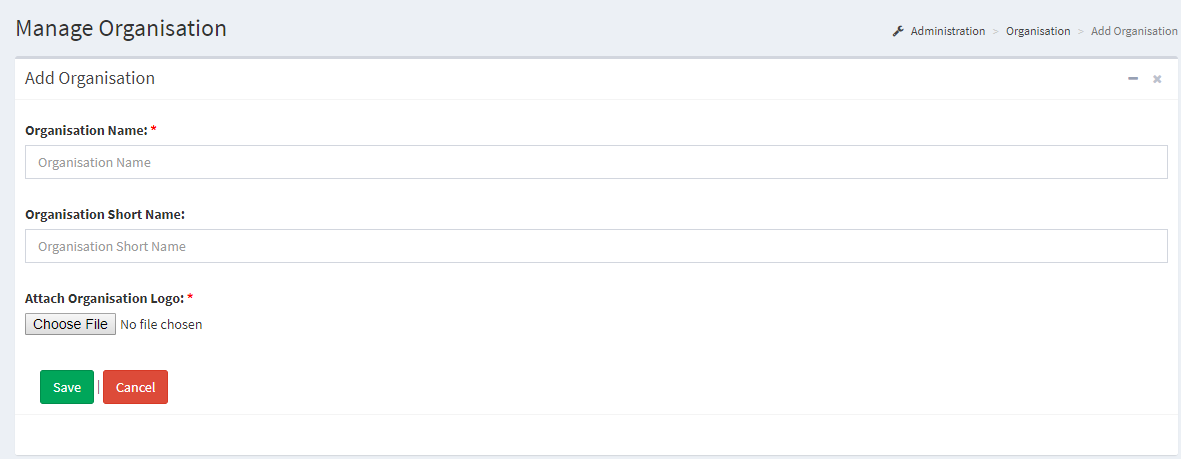 Manage Organisation
Administration > Organisation > Add Organisation
Add Organisation
Organisation Name: *
Organisation Name
Organisation Short Name:
Organisation Short Name
Attach Organisation Logo: *
Choose File No file chosen
Save | Cancel